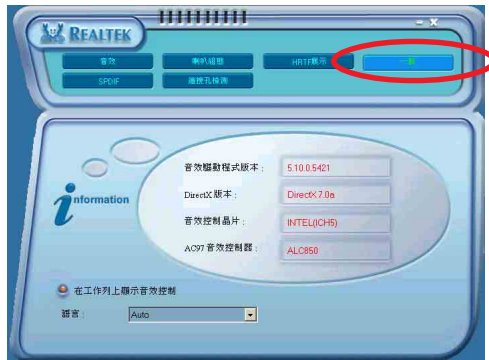 REALTEK
音效 喇叭組態 HRTF展示 一般
SPDIF 連接孔檢測
information
音效驅動程式版本: 5.10.0.5421
DirectX 版本: DirectX 7.0a
音效控制晶片: INTEL(ICH5)
AC97 音效控制器: ALC850
在工作列上顯示音效控制
語言: Auto